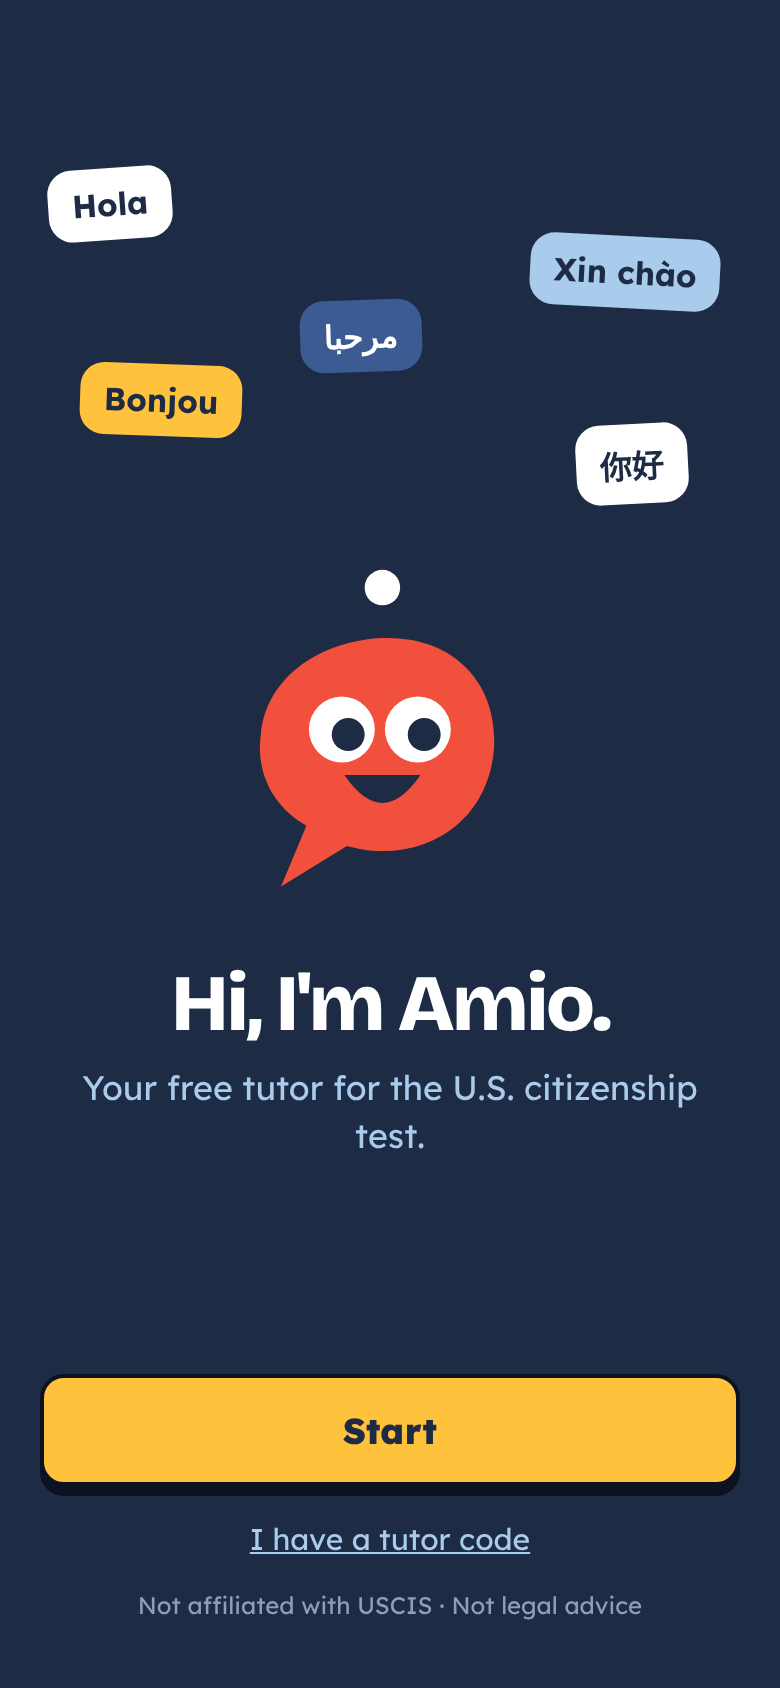 Hola
Xin chào
مرحبا
Bonjou
你好
Hi, I'm Amio.
Your free tutor for the U.S. citizenship
test.
Start
I have a tutor code
Not affiliated with USCIS · Not legal advice